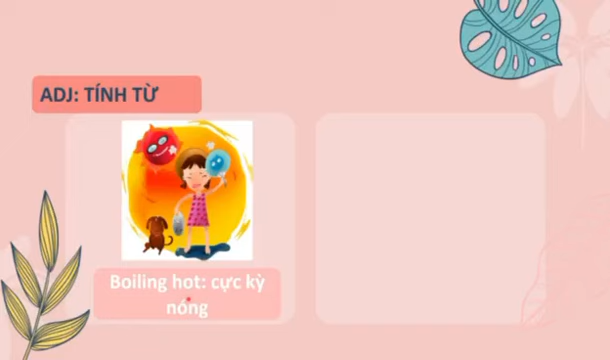 ADJ: TÍNH TỪ
Boiling hot: cực kỳ
nóng